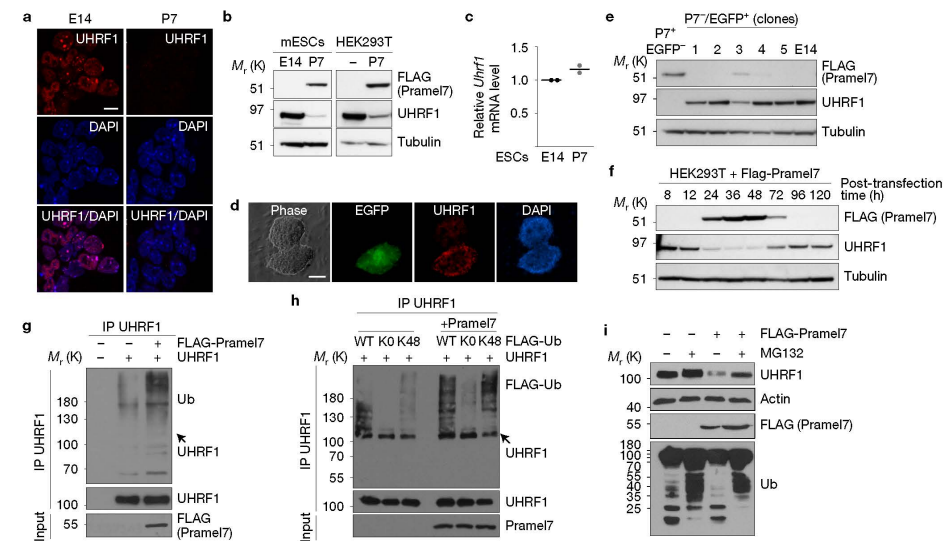 a
E14
P7
UHRF1
UHRF1
DAPI
DAPI
UHRF1/DAPI
UHRF1/DAPI
b
mESCs
HEK293T
Mr (K)
E14
P7
–
P7
51
FLAG
(Pramel7)
97
UHRF1
51
Tubulin
c
Relative Uhrf1
mRNA level
1.5
1.0
0.5
ESCs
E14
P7
d
Phase
EGFP
UHRF1
DAPI
e
P7⁻/EGFP⁺ (clones)
P7⁺
EGFP⁻
1
2
3
4
5
E14
Mr (K)
51
FLAG
(Pramel7)
97
UHRF1
51
Tubulin
f
HEK293T + Flag-Pramel7
Mr (K)
8
12
24
36
48
72
96
120
Post-transfection
time (h)
51
FLAG (Pramel7)
97
UHRF1
51
Tubulin
g
IP UHRF1
– – + FLAG-Pramel7
Mr (K)
– + + UHRF1
IP UHRF1
180
130
100
70
Ub
UHRF1
100
UHRF1
Input
55
FLAG
(Pramel7)
h
IP UHRF1
+Pramel7
WT K0 K48 WT K0 K48 FLAG-Ub
Mr (K)
+ + + + + + UHRF1
IP UHRF1
180
130
100
70
55
FLAG-Ub
UHRF1
100
UHRF1
Input
55
Pramel7
i
– – + + FLAG-Pramel7
Mr (K)
– + – + MG132
100
UHRF1
40
Actin
55
FLAG (Pramel7)
180
130
100
70
55
40
35
25
Ub